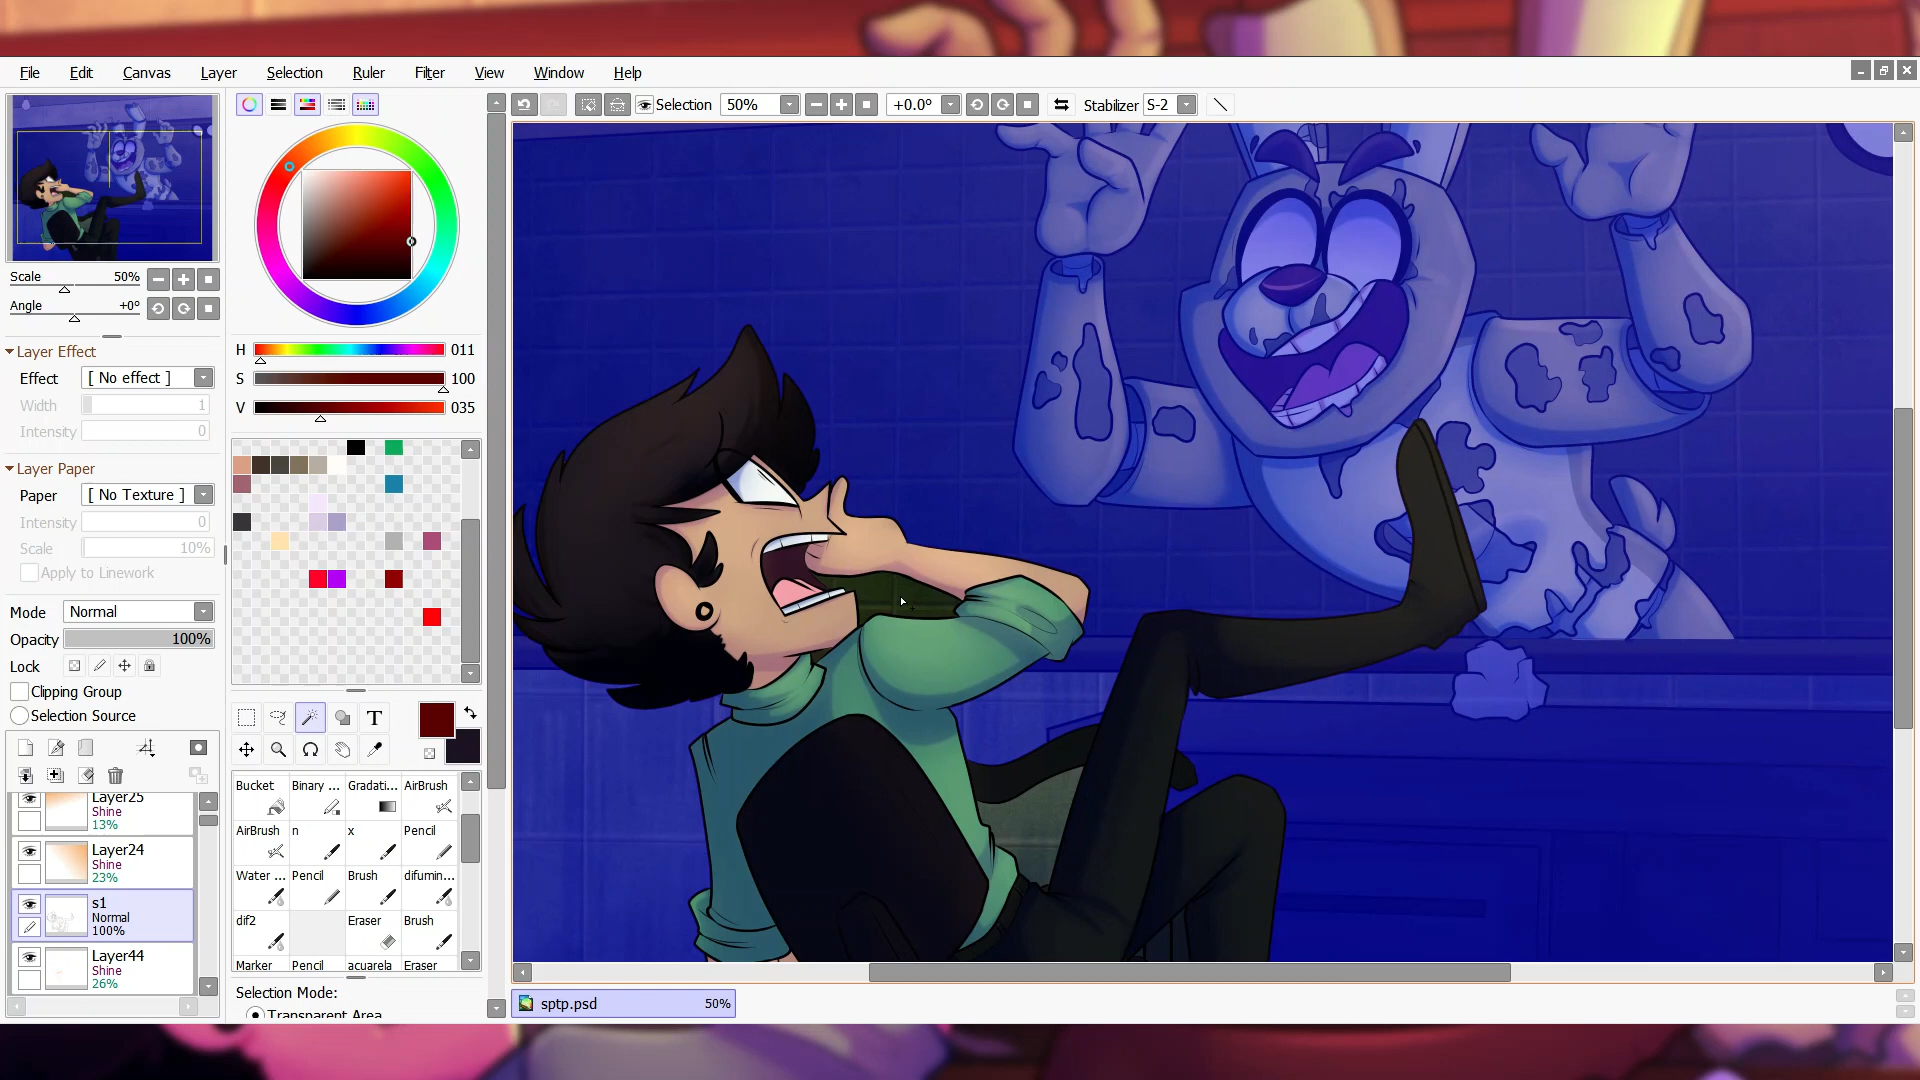 File Edit Canvas Layer Selection Ruler Filter View Window Help
Selection 50% +0.0º Stabilizer S-2
Scale 50%
Angle +0º
Layer Effect
Effect [ No effect ]
Width 1
Intensity 0
Layer Paper
Paper [ No Texture ]
Intensity 0
Scale 10%
Apply to Linework
Mode Normal
Opacity 100%
Lock
Clipping Group
Selection Source
Layer25
Shine
13%
Layer24
Shine
23%
s1
Normal
100%
Layer44
Shine
26%
H 011
S 100
V 035
T
Bucket Binary ... Gradati... AirBrush
AirBrush n x Pencil
Water ... Pencil Brush difumin...
dif2 Eraser Brush
Marker Pencil acuarela Eraser
Selection Mode:
Transparent Area
sptp.psd 50%